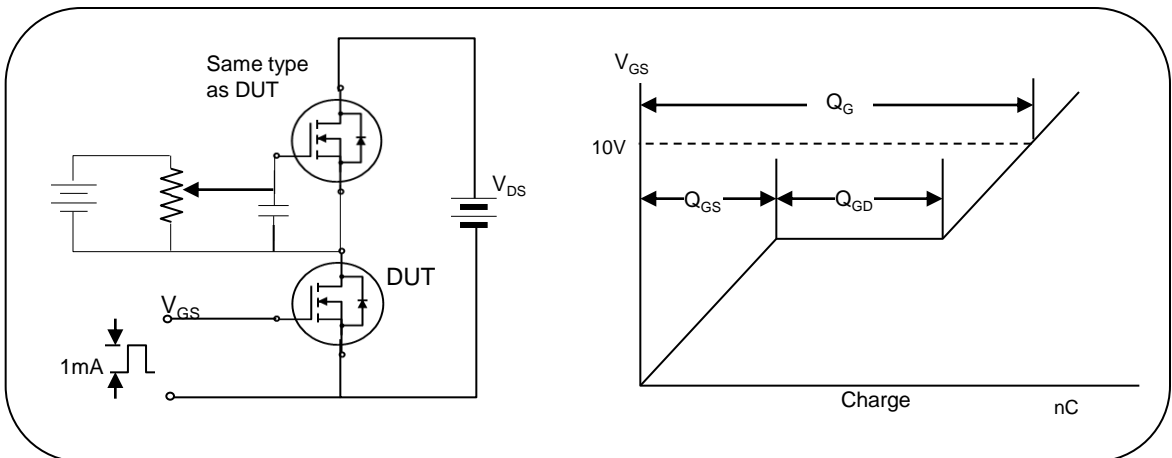 Same type
as DUT
V_DS
DUT
V_GS
1mA
V_GS
Q_G
10V
Q_GS
Q_GD
Charge
nC